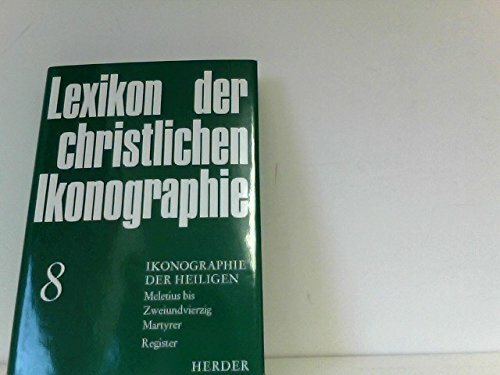 Lexikon der
christlichen
Ikonographie
8
IKONOGRAPHIE
DER HEILIGEN
Meletius bis
Zweiundvierzig
Martyrer
Register
HERDER